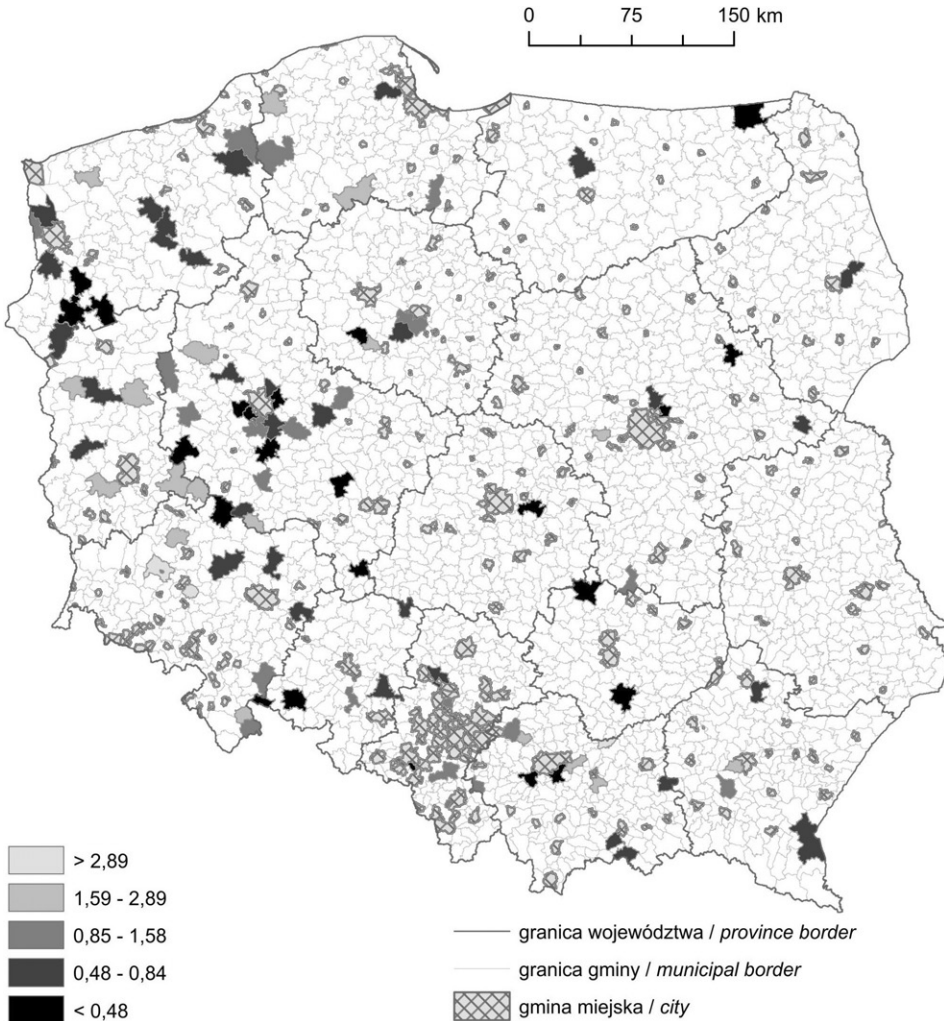 0 75 150 km
> 2,89
1,59 - 2,89
0,85 - 1,58
0,48 - 0,84
< 0,48
granica województwa / province border
granica gminy / municipal border
gmina miejska / city